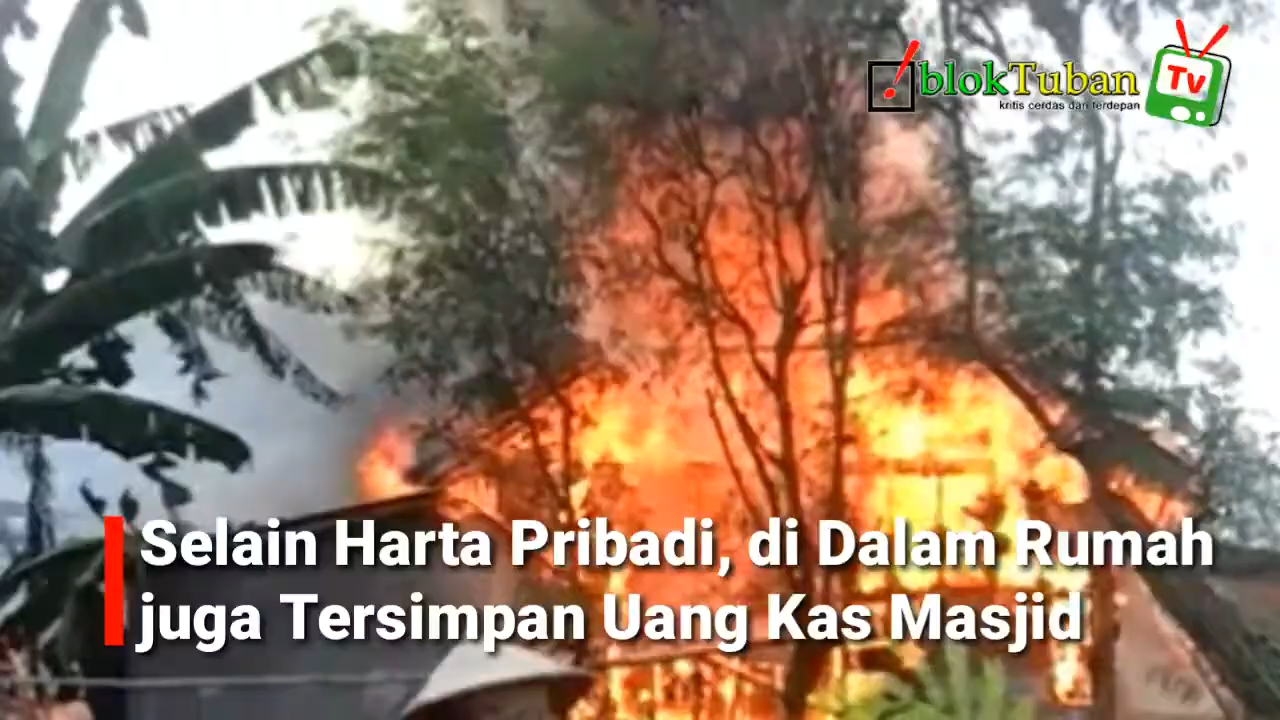 blokTuban
Tv
kritis cerdas dan terdepan
Selain Harta Pribadi, di Dalam Rumah
juga Tersimpan Uang Kas Masjid